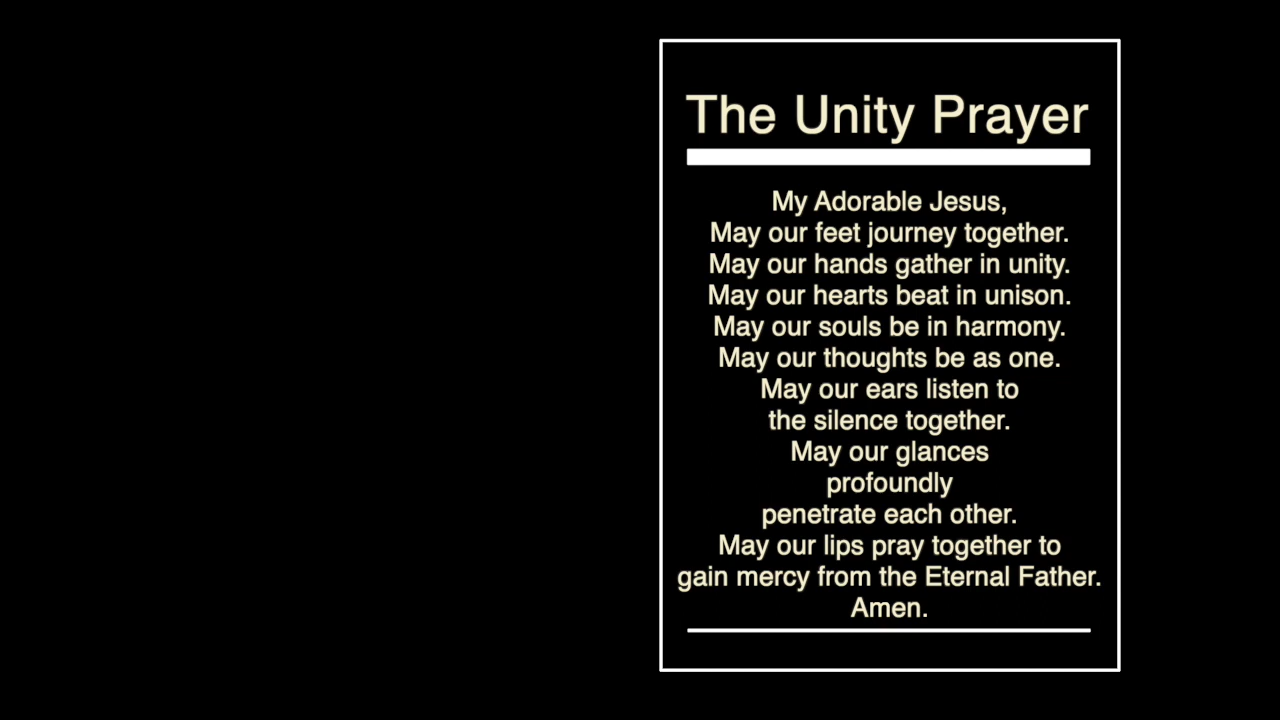 The Unity Prayer
My Adorable Jesus,
May our feet journey together.
May our hands gather in unity.
May our hearts beat in unison.
May our souls be in harmony.
May our thoughts be as one.
May our ears listen to
the silence together.
May our glances
profoundly
penetrate each other.
May our lips pray together to
gain mercy from the Eternal Father.
Amen.